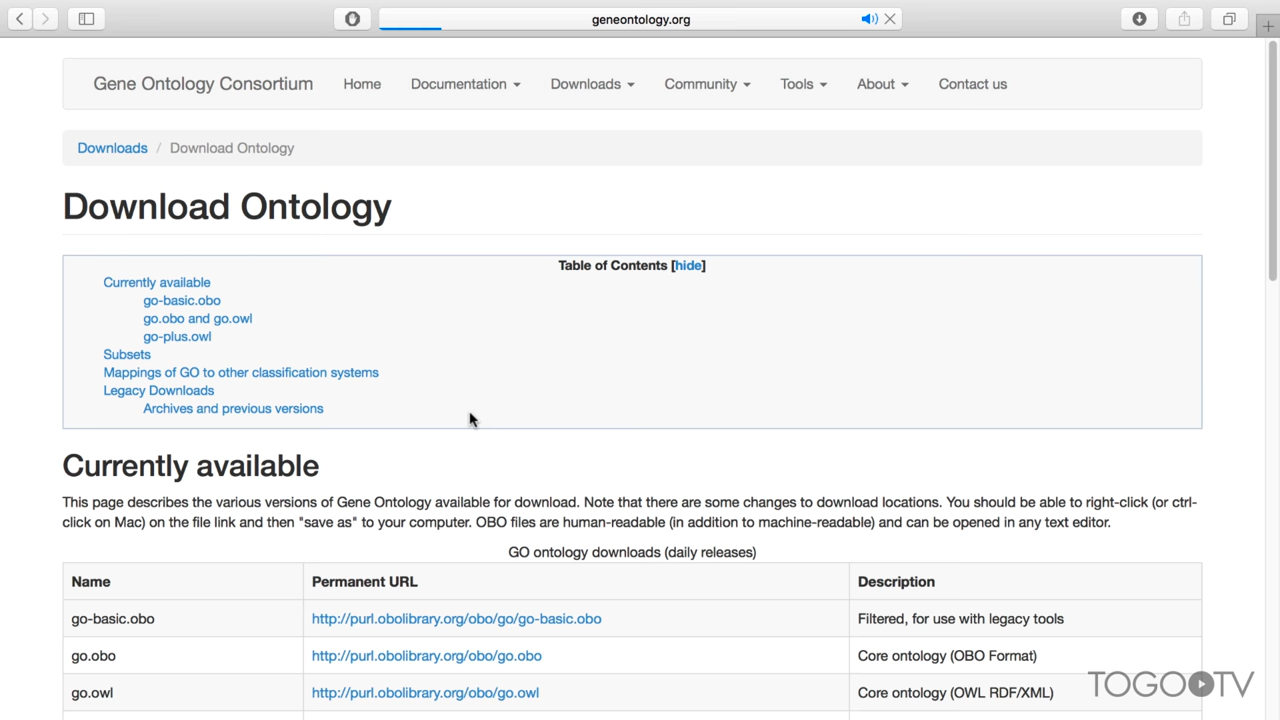 geneontology.org
Gene Ontology Consortium Home Documentation Downloads Community Tools About Contact us
Downloads / Download Ontology
Download Ontology
Table of Contents [hide]
Currently available
go-basic.obo
go.obo and go.owl
go-plus.owl
Subsets
Mappings of GO to other classification systems
Legacy Downloads
Archives and previous versions
Currently available
This page describes the various versions of Gene Ontology available for download. Note that there are some changes to download locations. You should be able to right-click (or ctrl-
click on Mac) on the file link and then "save as" to your computer. OBO files are human-readable (in addition to machine-readable) and can be opened in any text editor.
GO ontology downloads (daily releases)
Name Permanent URL Description
go-basic.obo http://purl.obolibrary.org/obo/go/go-basic.obo Filtered, for use with legacy tools
go.obo http://purl.obolibrary.org/obo/go.obo Core ontology (OBO Format)
go.owl http://purl.obolibrary.org/obo/go.owl Core ontology (OWL RDF/XML)
TOGO TV